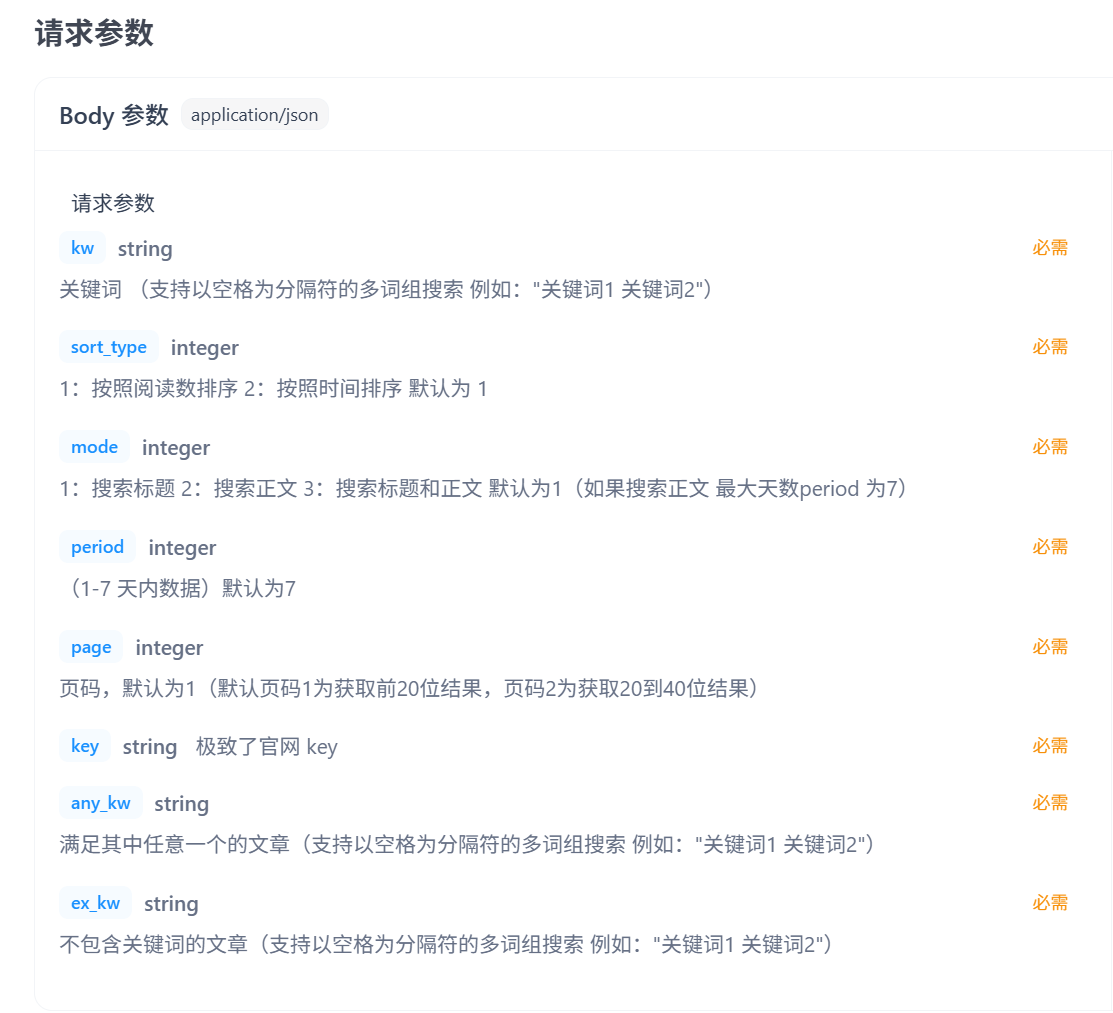 请求参数
Body 参数 application/json
请求参数
kw string 必需
关键词 （支持以空格为分隔符的多词组搜索 例如："关键词1 关键词2"）
sort_type integer 必需
1：按照阅读数排序 2：按照时间排序 默认为 1
mode integer 必需
1：搜索标题 2：搜索正文 3：搜索标题和正文 默认为1（如果搜索正文 最大天数period 为7）
period integer 必需
（1-7 天内数据）默认为7
page integer 必需
页码，默认为1（默认页码1为获取前20位结果，页码2为获取20到40位结果）
key string 极致了官网 key 必需
any_kw string 必需
满足其中任意一个的文章（支持以空格为分隔符的多词组搜索 例如："关键词1 关键词2"）
ex_kw string 必需
不包含关键词的文章（支持以空格为分隔符的多词组搜索 例如："关键词1 关键词2"）